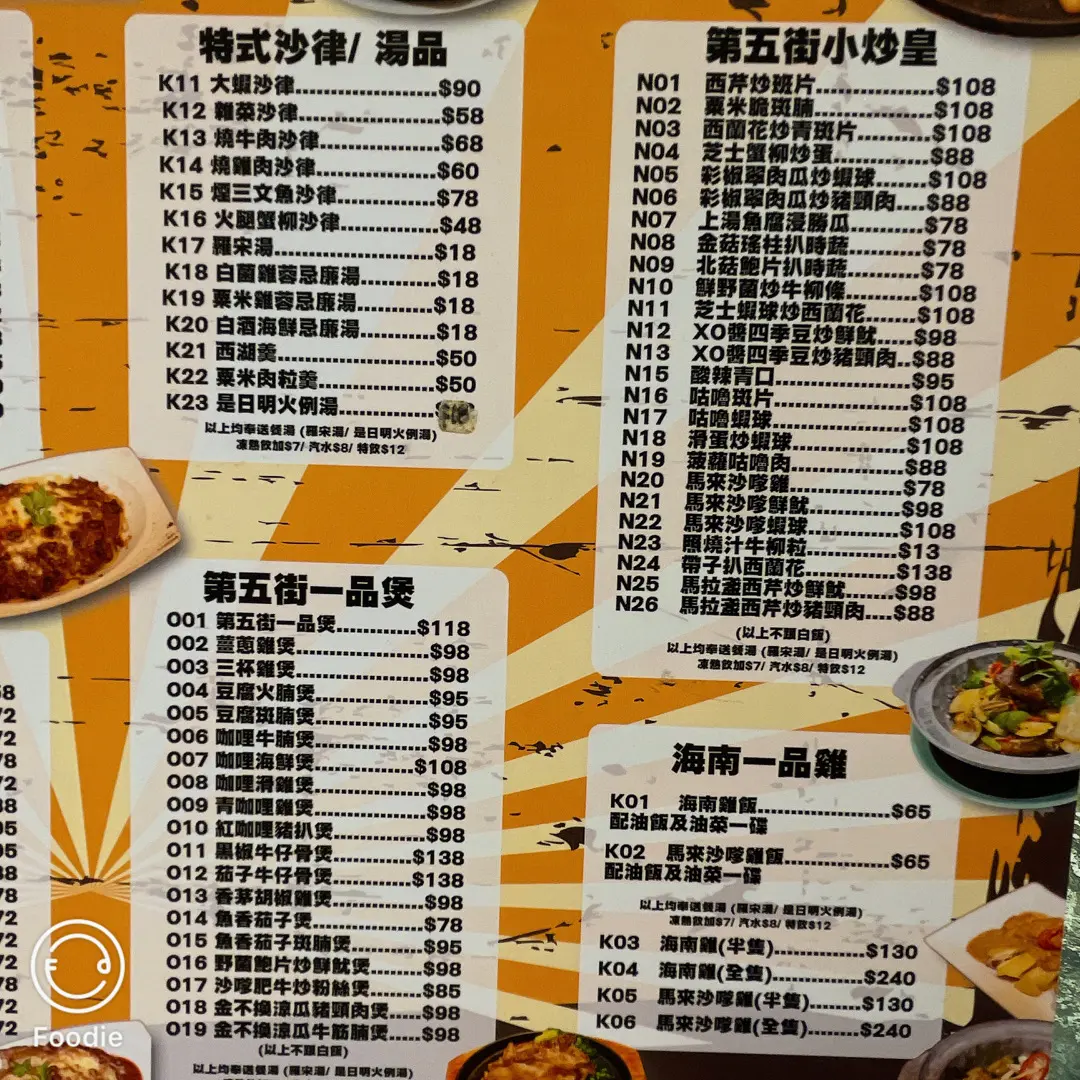 特式沙律/ 湯品
K11 大蝦沙律....................$90
K12 雜菜沙律....................$58
K13 燒牛肉沙律..................$68
K14 燒雞肉沙律..................$60
K15 煙三文魚沙律................$78
K16 火腿蟹柳沙律................$48
K17 羅宋湯......................$18
K18 白菌雞蓉忌廉湯..............$18
K19 粟米雞蓉忌廉湯..............$18
K20 白酒海鮮忌廉湯..............$18
K21 西湖羹......................$50
K22 粟米肉粒羹..................$50
K23 是日明火例湯................
以上均奉送餐湯 (羅宋湯/ 是日明火例湯)
凍熱飲加$7/ 汽水$8/ 特飲$12
第五街一品煲
001 第五街一品煲.............$118
002 薑蔥雞煲.................$98
003 三杯雞煲.................$98
004 豆腐火腩煲...............$95
005 豆腐斑腩煲...............$95
006 咖哩牛腩煲...............$98
007 咖哩海鮮煲...............$108
008 咖哩滑雞煲...............$98
009 青咖哩雞煲...............$98
010 紅咖哩豬扒煲.............$98
011 黑椒牛仔骨煲.............$138
012 茄子牛仔骨煲.............$138
013 香茅胡椒雞煲.............$98
014 魚香茄子煲...............$78
015 魚香茄子斑腩煲...........$95
016 野菌鮑片炒鮮魷煲.........$98
017 沙嗲肥牛炒粉絲煲.........$85
018 金不換涼瓜豬頸肉煲.......$98
019 金不換涼瓜牛筋腩煲.......$98
(以上不跟白飯)
以上均奉送餐湯 (羅宋湯/ 是日明火例湯)
第五街小炒皇
N01 西芹炒斑片...............$108
N02 粟米脆斑腩...............$108
N03 西蘭花炒青斑片...........$108
N04 芝士蟹柳炒蛋.............$88
N05 彩椒翠肉瓜炒蝦球.........$108
N06 彩椒翠肉瓜炒豬頸肉....$88
N07 上湯魚腐浸勝瓜...........$78
N08 金菇瑤柱扒時蔬...........$78
N09 北菇鮑片扒時蔬...........$78
N10 鮮野菌炒牛柳條...........$108
N11 芝士蝦球炒西蘭花.........$108
N12 XO醬四季豆炒鮮魷......$98
N13 XO醬四季豆炒豬頸肉..$88
N15 酸辣青口.................$95
N16 咕嚕斑片.................$108
N17 咕嚕蝦球.................$108
N18 滑蛋炒蝦球...............$108
N19 菠蘿咕嚕肉...............$88
N20 馬來沙嗲雞...............$78
N21 馬來沙嗲鮮魷.............$98
N22 馬來沙嗲蝦球.............$108
N23 照燒汁牛柳粒.............$13
N24 帶子扒西蘭花.............$138
N25 馬拉盞西芹炒鮮魷.......$98
N26 馬拉盞西芹炒豬頸肉....$88
(以上不跟白飯)
以上均奉送餐湯 (羅宋湯/ 是日明火例湯)
凍熱飲加$7/ 汽水$8/ 特飲$12
海南一品雞
K01 海南雞飯.................$65
配油飯及油菜一碟
K02 馬來沙嗲雞飯.............$65
配油飯及油菜一碟
以上均奉送餐湯 (羅宋湯/ 是日明火例湯)
凍熱飲加$7/ 汽水$8/ 特飲$12
K03 海南雞(半隻)............$130
K04 海南雞(全隻)............$240
K05 馬來沙嗲雞(半隻).......$130
K06 馬來沙嗲雞(全隻)........$240
Foodie